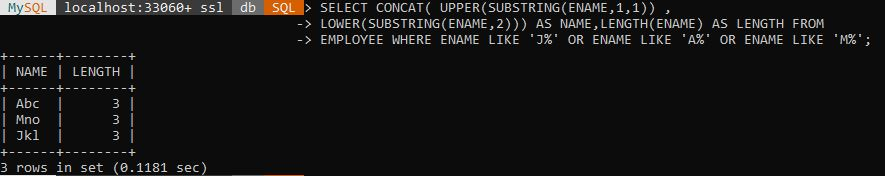 MySQL localhost:33060+ ssl db SQL > SELECT CONCAT( UPPER(SUBSTRING(ENAME,1,1)) ,
-> LOWER(SUBSTRING(ENAME,2))) AS NAME,LENGTH(ENAME) AS LENGTH FROM
-> EMPLOYEE WHERE ENAME LIKE 'J%' OR ENAME LIKE 'A%' OR ENAME LIKE 'M%';
+------+--------+
| NAME | LENGTH |
+------+--------+
| Abc  |      3 |
| Mno  |      3 |
| Jkl  |      3 |
+------+--------+
3 rows in set (0.1181 sec)